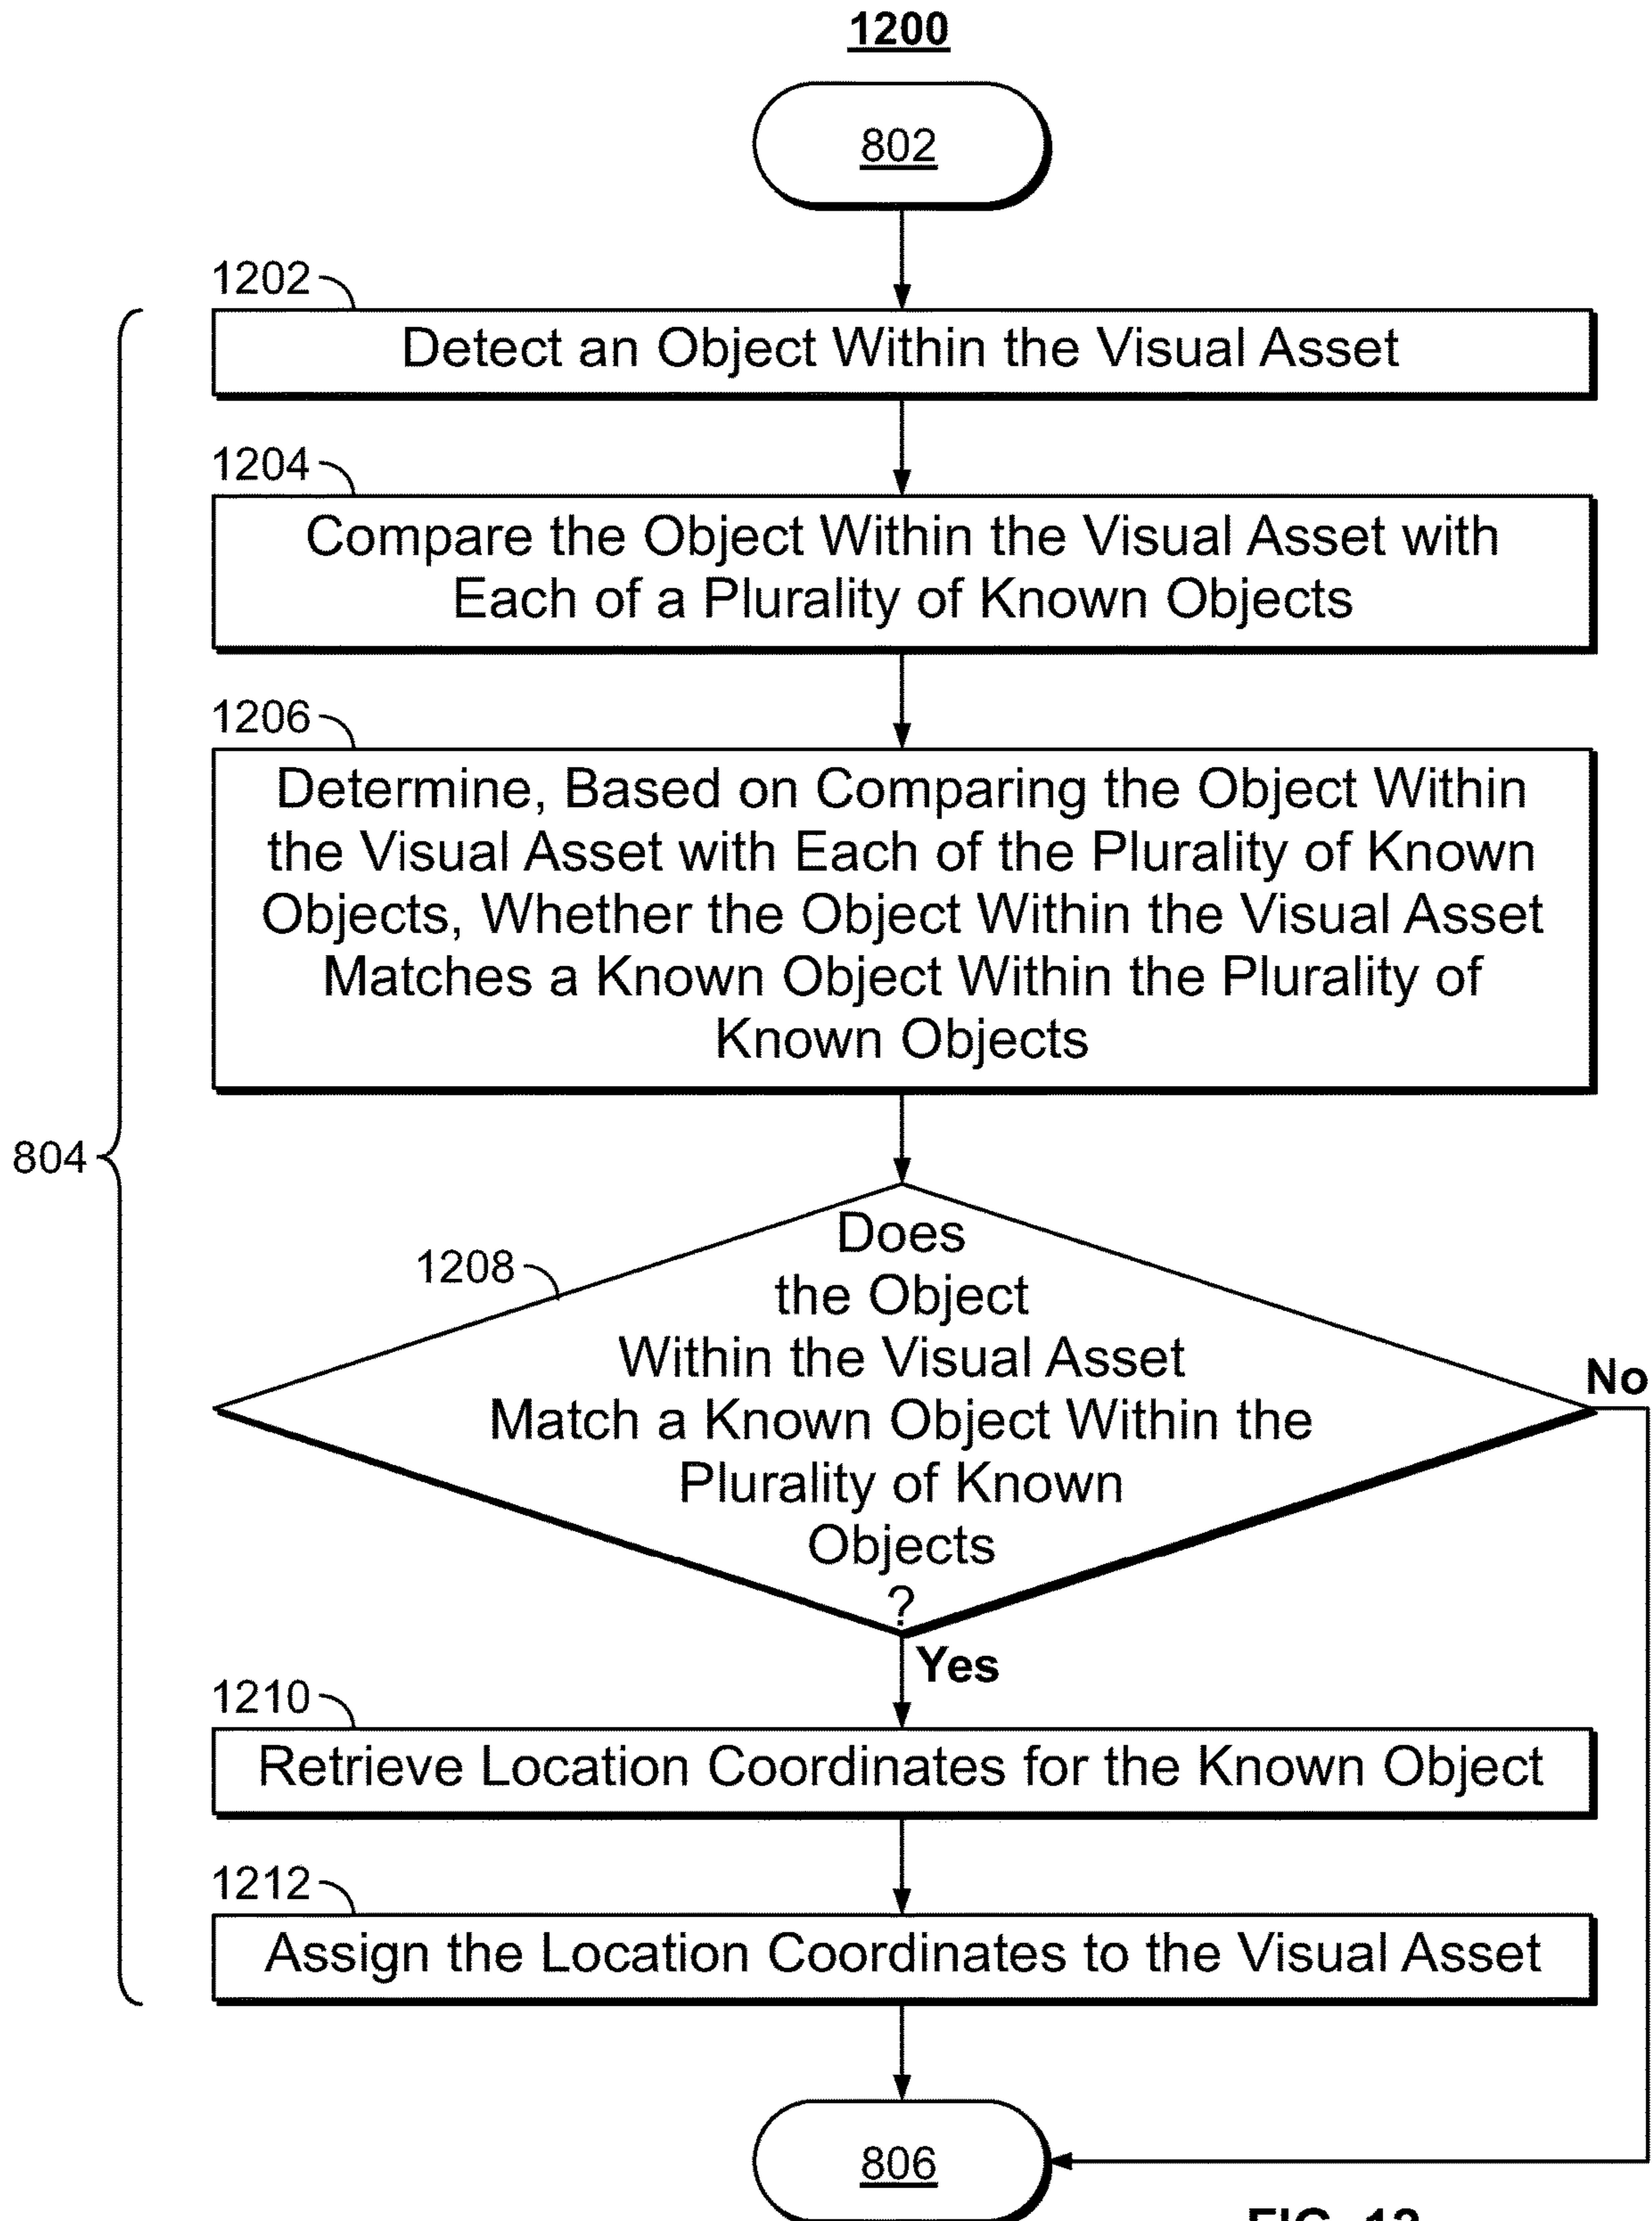 1200
802
1202
Detect an Object Within the Visual Asset
1204
Compare the Object Within the Visual Asset with
Each of a Plurality of Known Objects
1206
Determine, Based on Comparing the Object Within
the Visual Asset with Each of the Plurality of Known
Objects, Whether the Object Within the Visual Asset
Matches a Known Object Within the Plurality of
Known Objects
804
1208
Does
the Object
Within the Visual Asset
Match a Known Object Within the
Plurality of Known
Objects
?
No
Yes
1210
Retrieve Location Coordinates for the Known Object
1212
Assign the Location Coordinates to the Visual Asset
806
FIG. 12